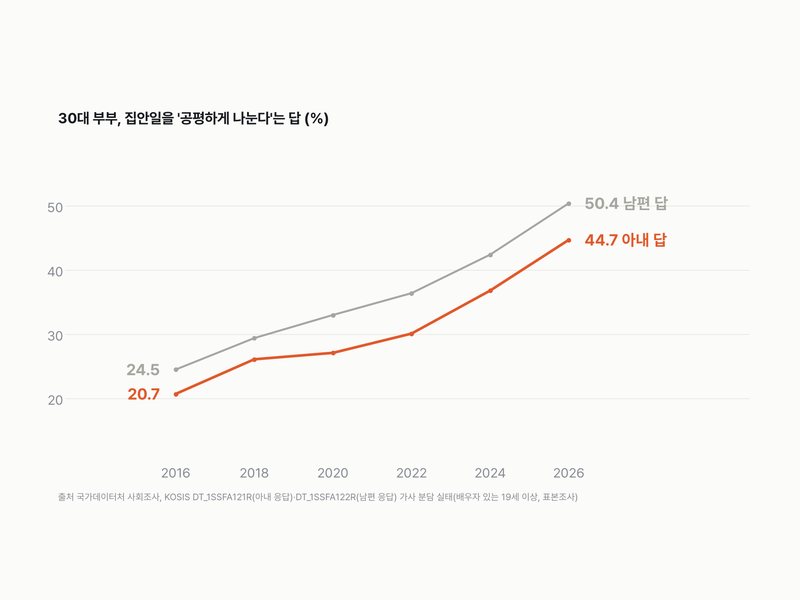 30대 부부, 집안일을 '공평하게 나눈다'는 답 (%)
50
50.4 남편 답
44.7 아내 답
40
30
24.5
20.7
20
2016 2018 2020 2022 2024 2026
출처 국가데이터처 사회조사, KOSIS DT_1SSFA121R(아내 응답)·DT_1SSFA122R(남편 응답) 가사 분담 실태(배우자 있는 19세 이상, 표본조사)